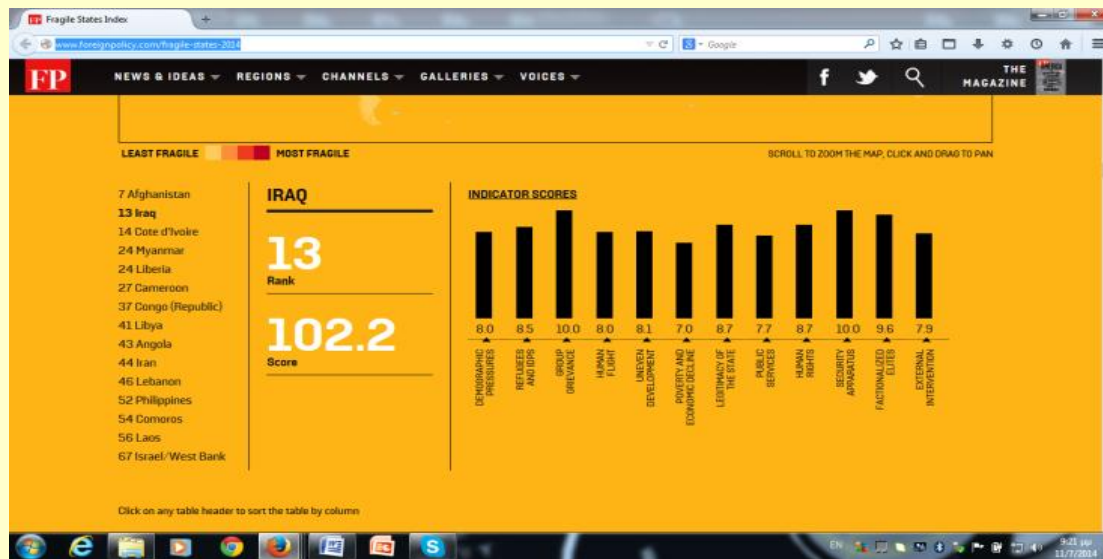 Fragile States Index
www.foreignpolicy.com/fragile-states-2014
Google
FP
NEWS & IDEAS
REGIONS
CHANNELS
GALLERIES
VOICES
THE
MAGAZINE
LEAST FRAGILE
MOST FRAGILE
SCROLL TO ZOOM THE MAP, CLICK AND DRAG TO PAN
7 Afghanistan
13 Iraq
14 Cote d'Ivoire
24 Myanmar
24 Liberia
27 Cameroon
37 Congo (Republic)
41 Libya
43 Angola
44 Iran
46 Lebanon
52 Philippines
54 Comoros
56 Laos
67 Israel/West Bank
IRAQ
13
Rank
102.2
Score
INDICATOR SCORES
8.0
8.5
10.0
8.0
8.1
7.0
8.7
7.7
8.7
10.0
9.6
7.9
DEMOGRAPHIC
PRESSURES
REFUGEES
AND IDPS
GROUP
GRIEVANCE
HUMAN
FLIGHT
UNEVEN
DEVELOPMENT
POVERTY AND
ECONOMIC DECLINE
LEGITIMACY OF
THE STATE
PUBLIC
SERVICES
HUMAN
RIGHTS
SECURITY
APPARATUS
FACTIONALIZED
ELITES
EXTERNAL
INTERVENTION
Click on any table header to sort the table by column
EN
9:21 μμ
11/7/2014